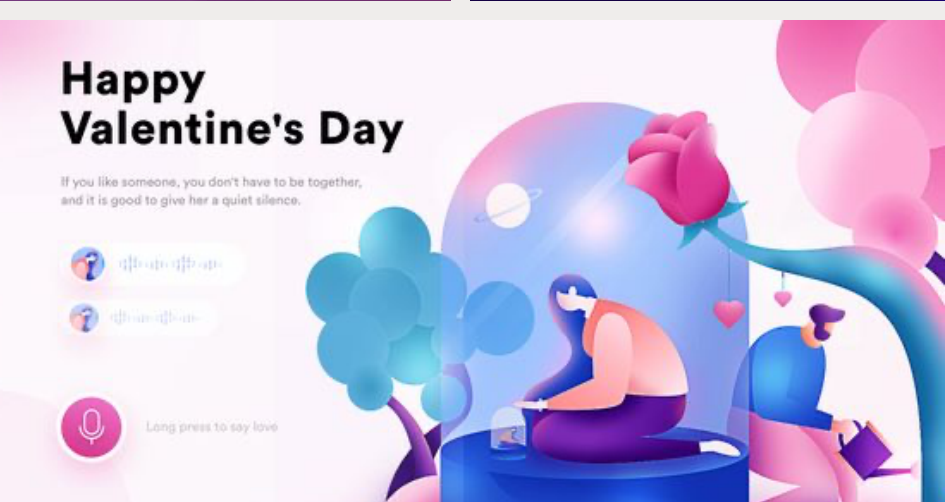 Happy
Valentine's Day
If you like someone, you don't have to be together,
and it is good to give her a quiet silence.
Long press to say love